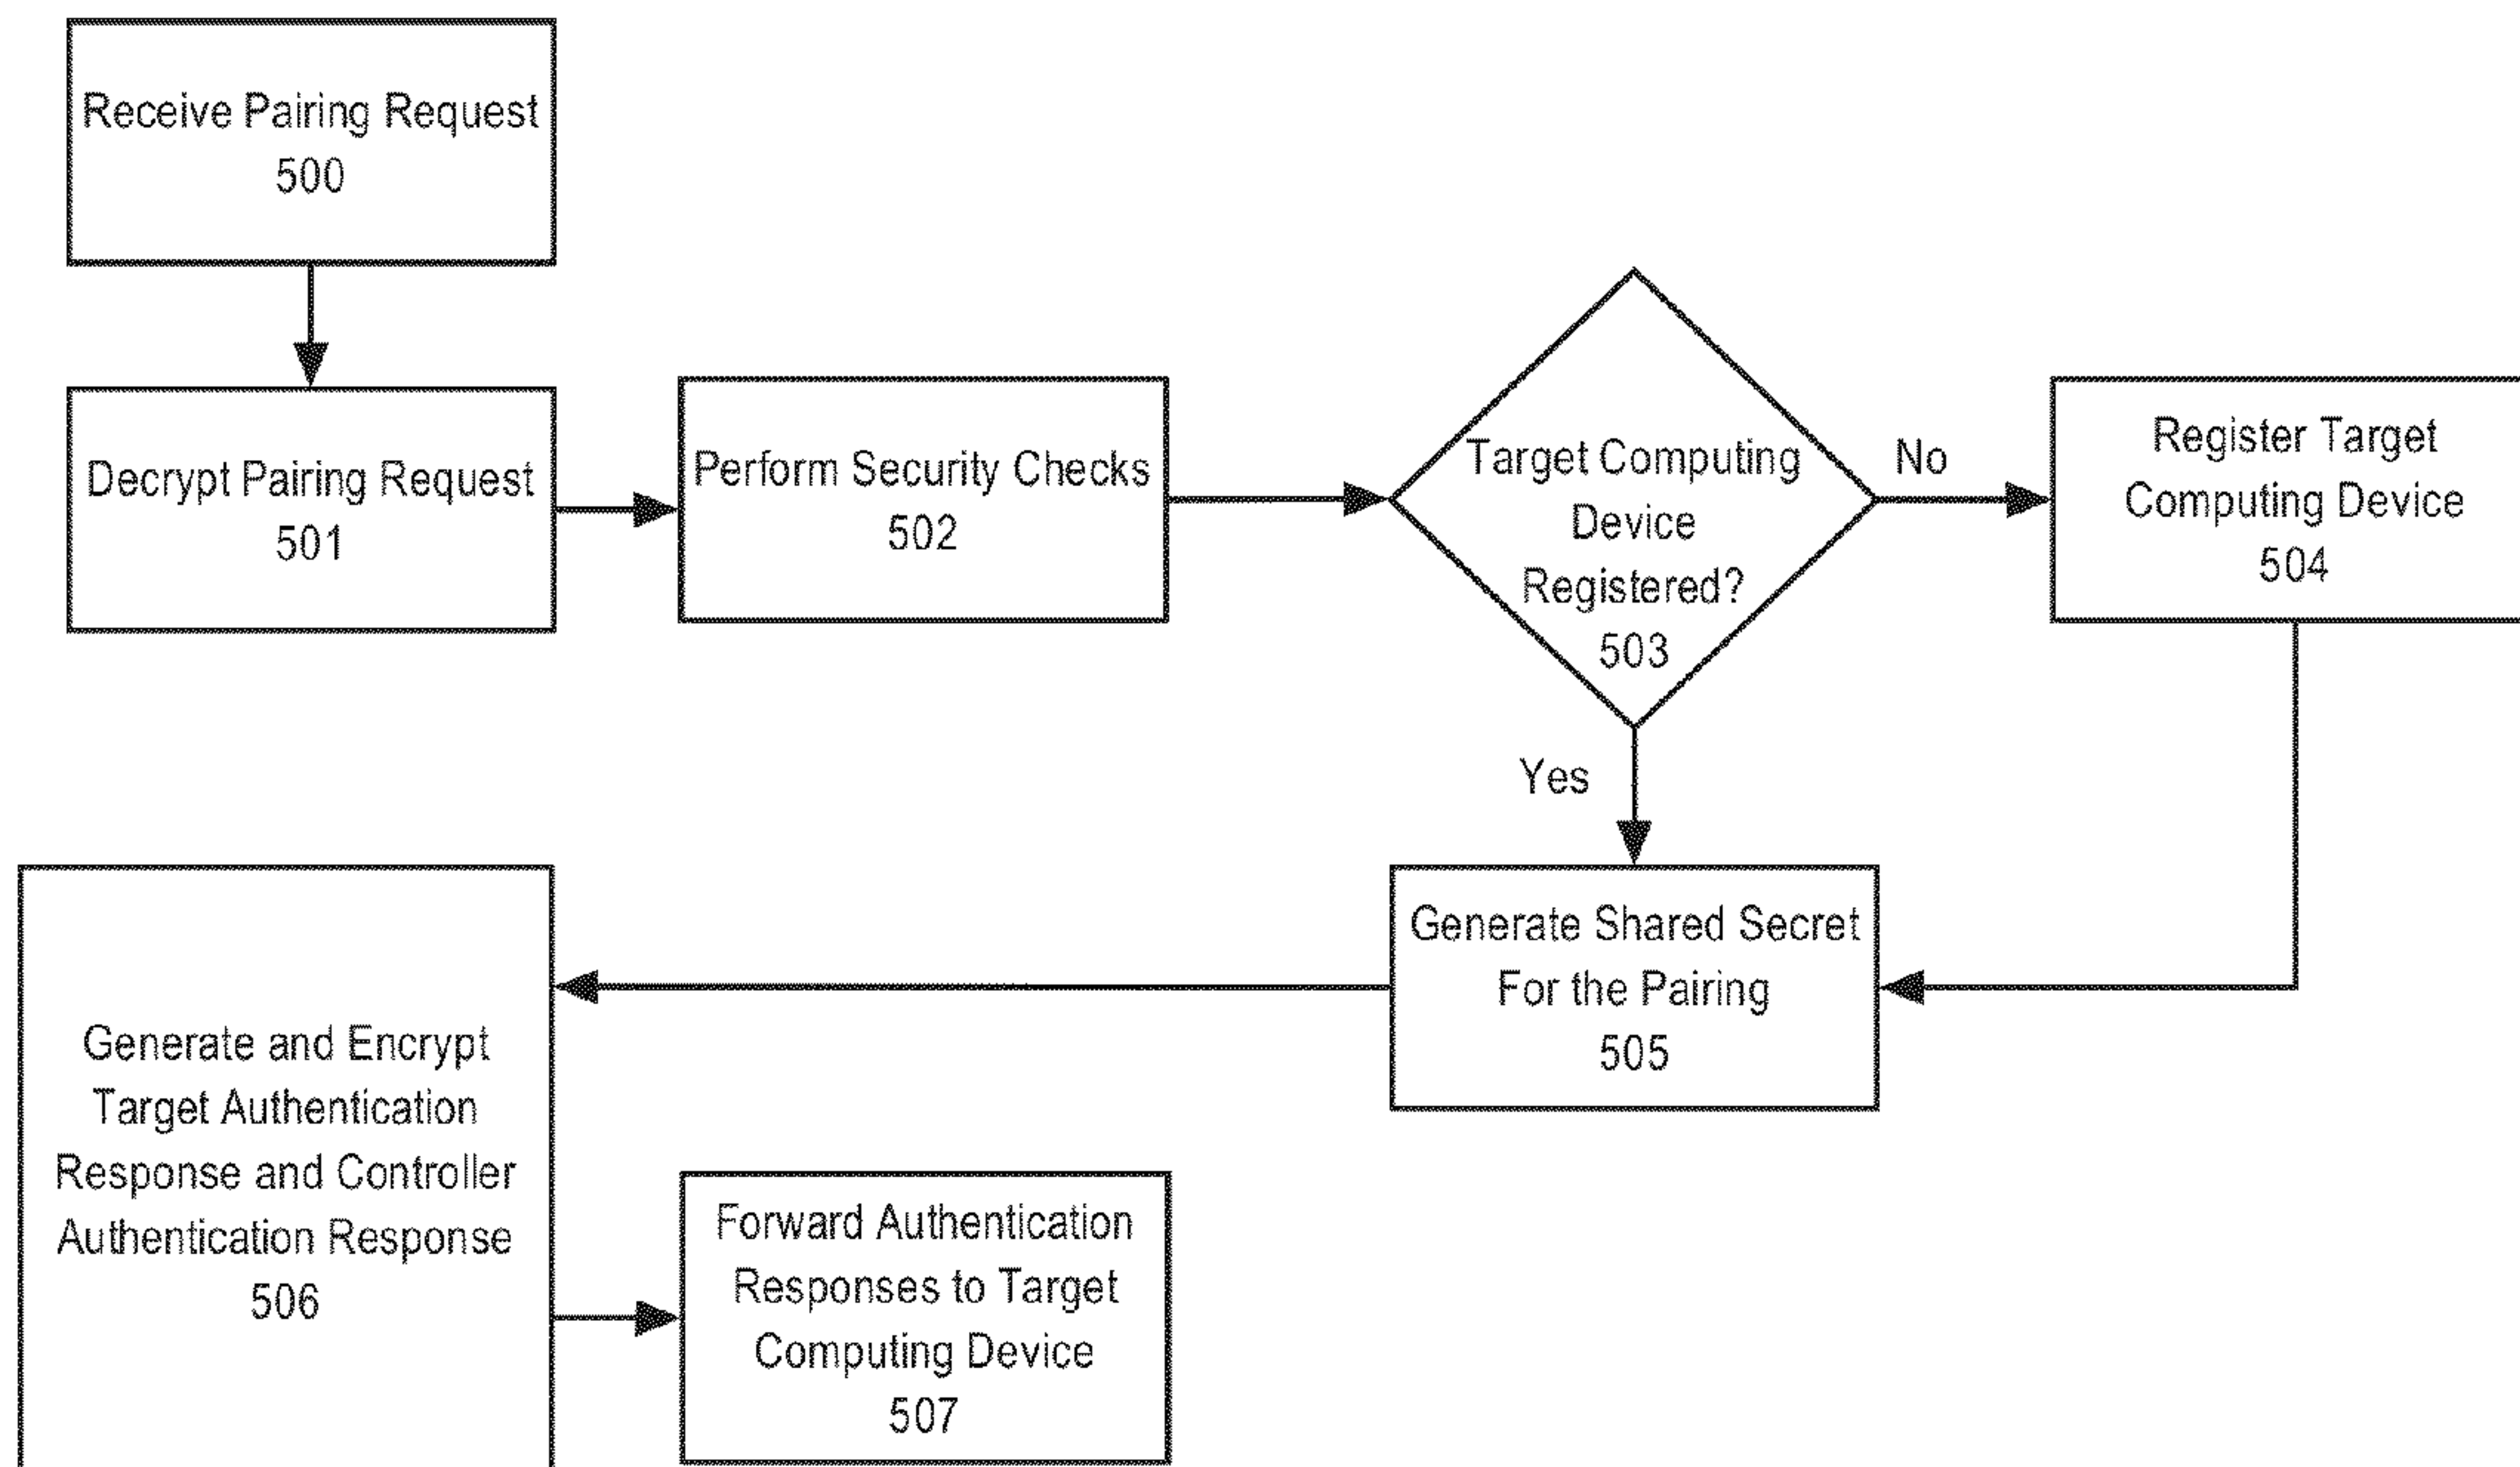 Receive Pairing Request
500
Decrypt Pairing Request
501
Perform Security Checks
502
Target Computing
Device
Registered?
503
No
Register Target
Computing Device
504
Yes
Generate Shared Secret
For the Pairing
505
Generate and Encrypt
Target Authentication
Response and Controller
Authentication Response
506
Forward Authentication
Responses to Target
Computing Device
507